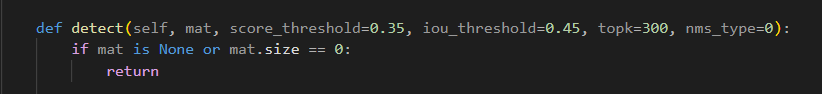 def detect(self, mat, score_threshold=0.35, iou_threshold=0.45, topk=300, nms_type=0):
    if mat is None or mat.size == 0:
        return